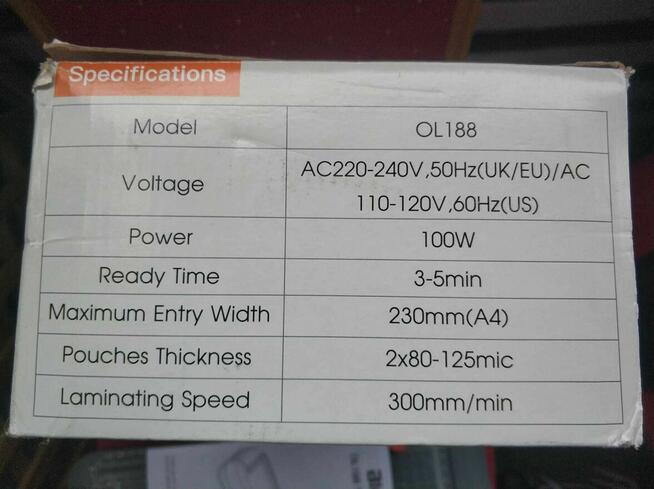 Specifications
Model OL188
Voltage AC220-240V,50Hz(UK/EU)/AC
110-120V,60Hz(US)
Power 100W
Ready Time 3-5min
Maximum Entry Width 230mm(A4)
Pouches Thickness 2x80-125mic
Laminating Speed 300mm/min